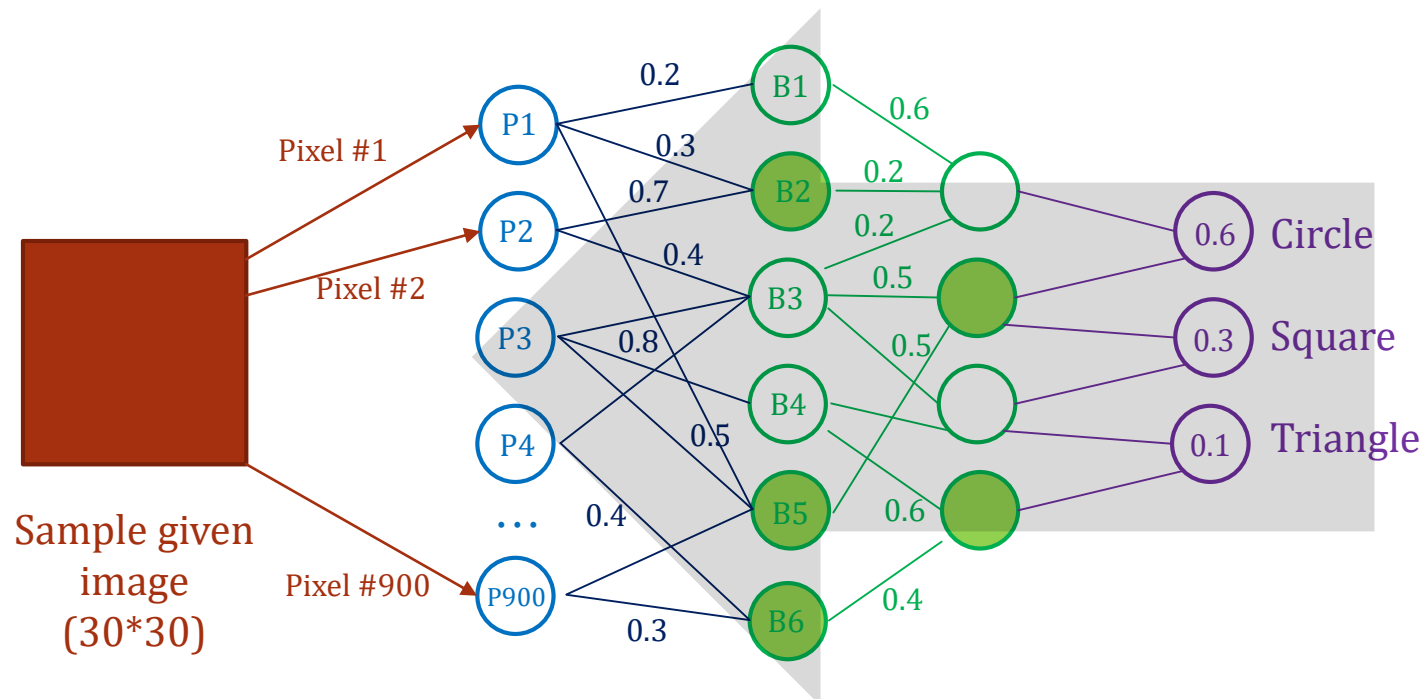 Sample given
image
(30*30)
Pixel #1
Pixel #2
Pixel #900
P1
P2
P3
P4
...
P900
0.2
0.3
0.7
0.4
0.8
0.5
0.4
0.3
B1
B2
B3
B4
B5
B6
0.6
0.2
0.2
0.5
0.5
0.6
0.4
0.6 Circle
0.3 Square
0.1 Triangle